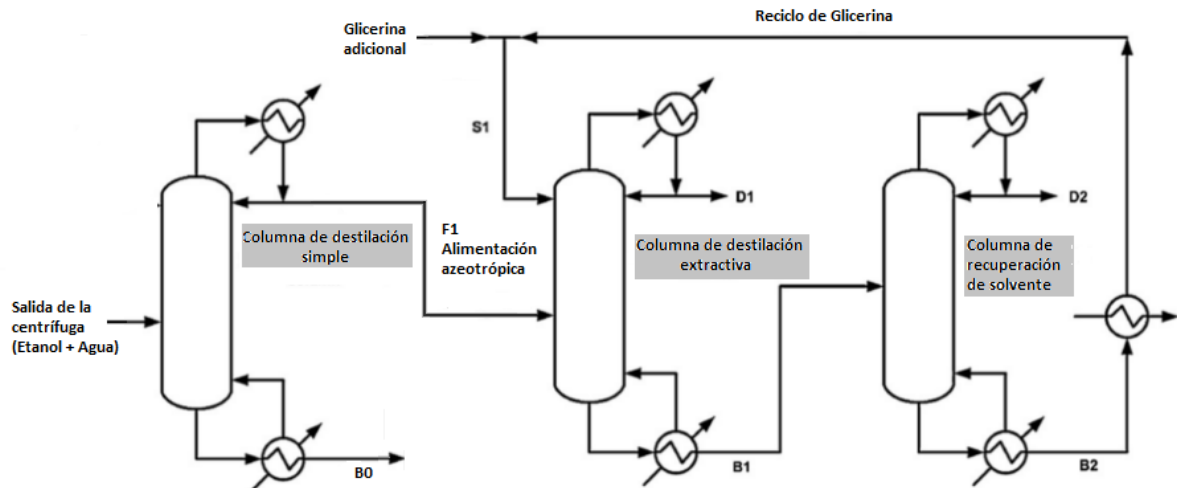 Reciclo de Glicerina
Glicerina
adicional
S1
D1
D2
F1
Alimentación
azeotrópica
Columna de destilación
simple
Columna de destilación
extractiva
Columna de
recuperación
de solvente
Salida de la
centrífuga
(Etanol + Agua)
B0
B1
B2